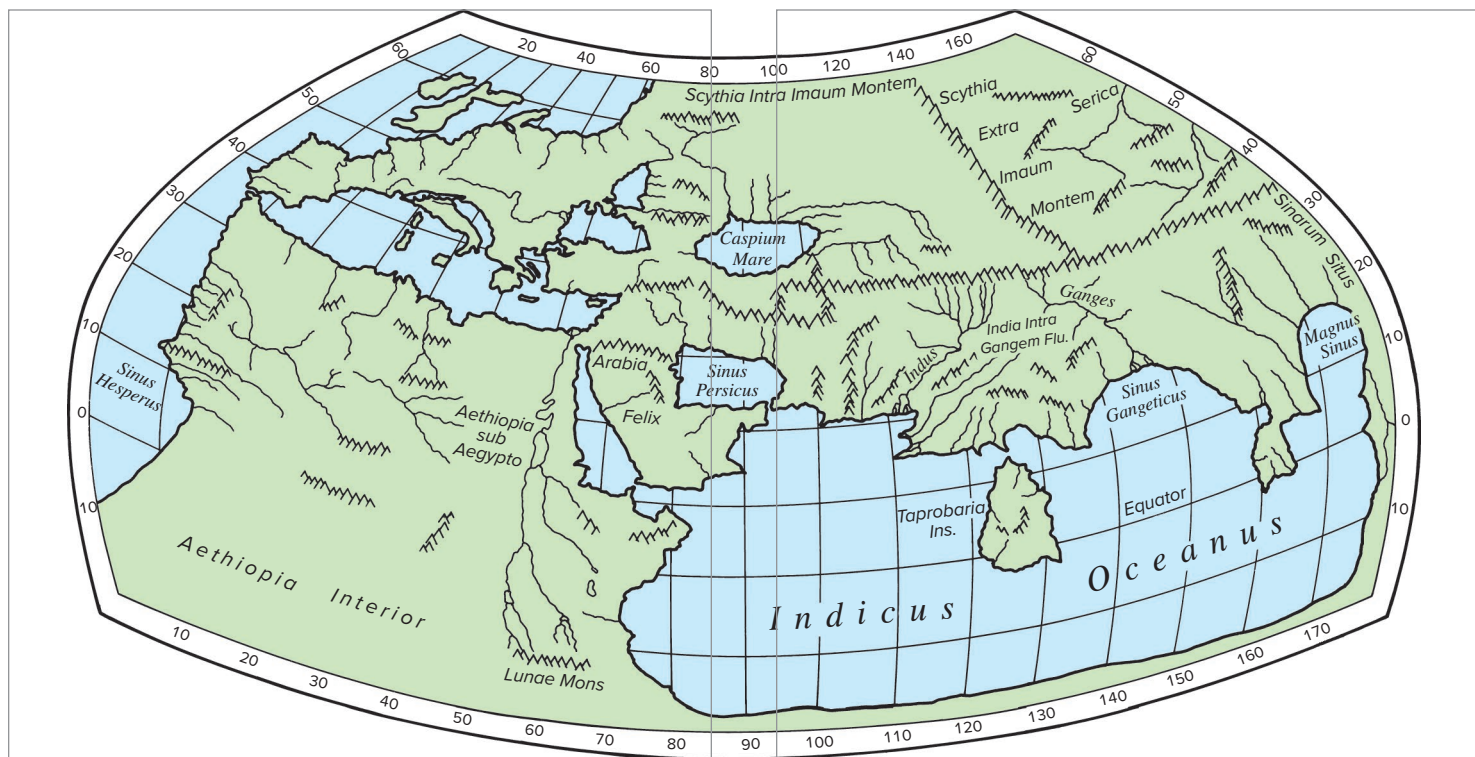 20
40
60
80
100
120
140
160
60
50
40
30
20
10
0
10
60
50
40
30
20
10
0
10
Scythia Intra Imaum Montem
Scythia
Extra
Imaum
Montem
Serica
Sinarum
Situs
Caspium
Mare
Ganges
India Intra
Gangem Flu.
Indus
Magnus
Sinus
Arabia
Felix
Sinus
Persicus
Sinus
Gangeticus
Sinus
Hesperus
Aethiopia
sub
Aegypto
Taprobaria
Ins.
Equator
Aethiopia Interior
Indicus Oceanus
Lunae Mons
10
20
30
40
50
60
70
80
90
100
110
120
130
140
150
160
170